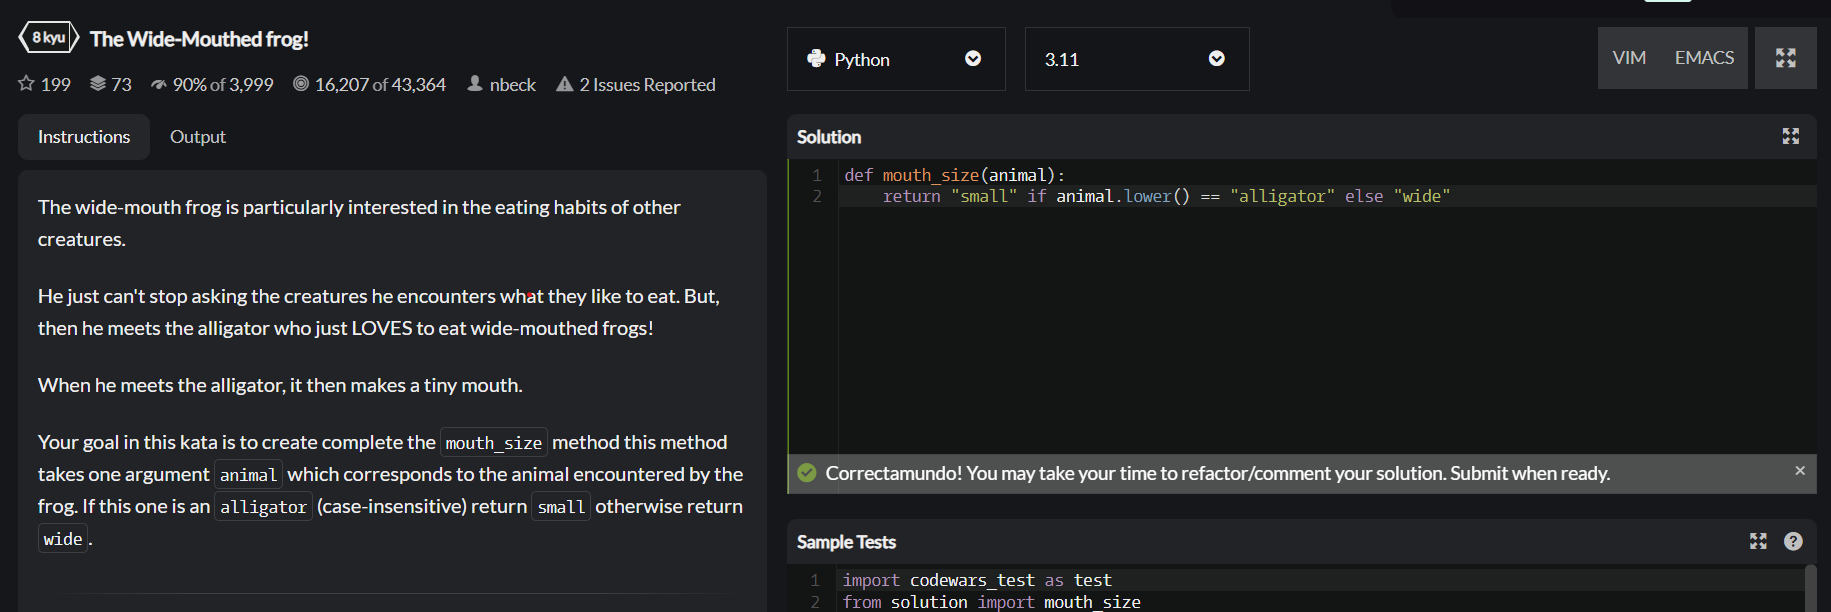 8 kyu The Wide-Mouthed frog!
199 73 90% of 3,999 16,207 of 43,364 nbeck 2 Issues Reported
Instructions Output
The wide-mouth frog is particularly interested in the eating habits of other
creatures.
He just can't stop asking the creatures he encounters what they like to eat. But,
then he meets the alligator who just LOVES to eat wide-mouthed frogs!
When he meets the alligator, it then makes a tiny mouth.
Your goal in this kata is to create complete the mouth_size method this method
takes one argument animal which corresponds to the animal encountered by the
frog. If this one is an alligator (case-insensitive) return small otherwise return
wide.
Python 3.11 VIM EMACS
Solution
1 def mouth_size(animal):
2 return "small" if animal.lower() == "alligator" else "wide"
Correctamundo! You may take your time to refactor/comment your solution. Submit when ready. ×
Sample Tests ?
1 import codewars_test as test
2 from solution import mouth_size